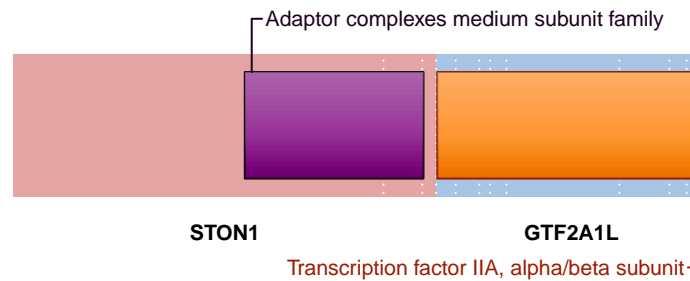 Adaptor complexes medium subunit family
STON1
GTF2A1L
Transcription factor IIA, alpha/beta subunit